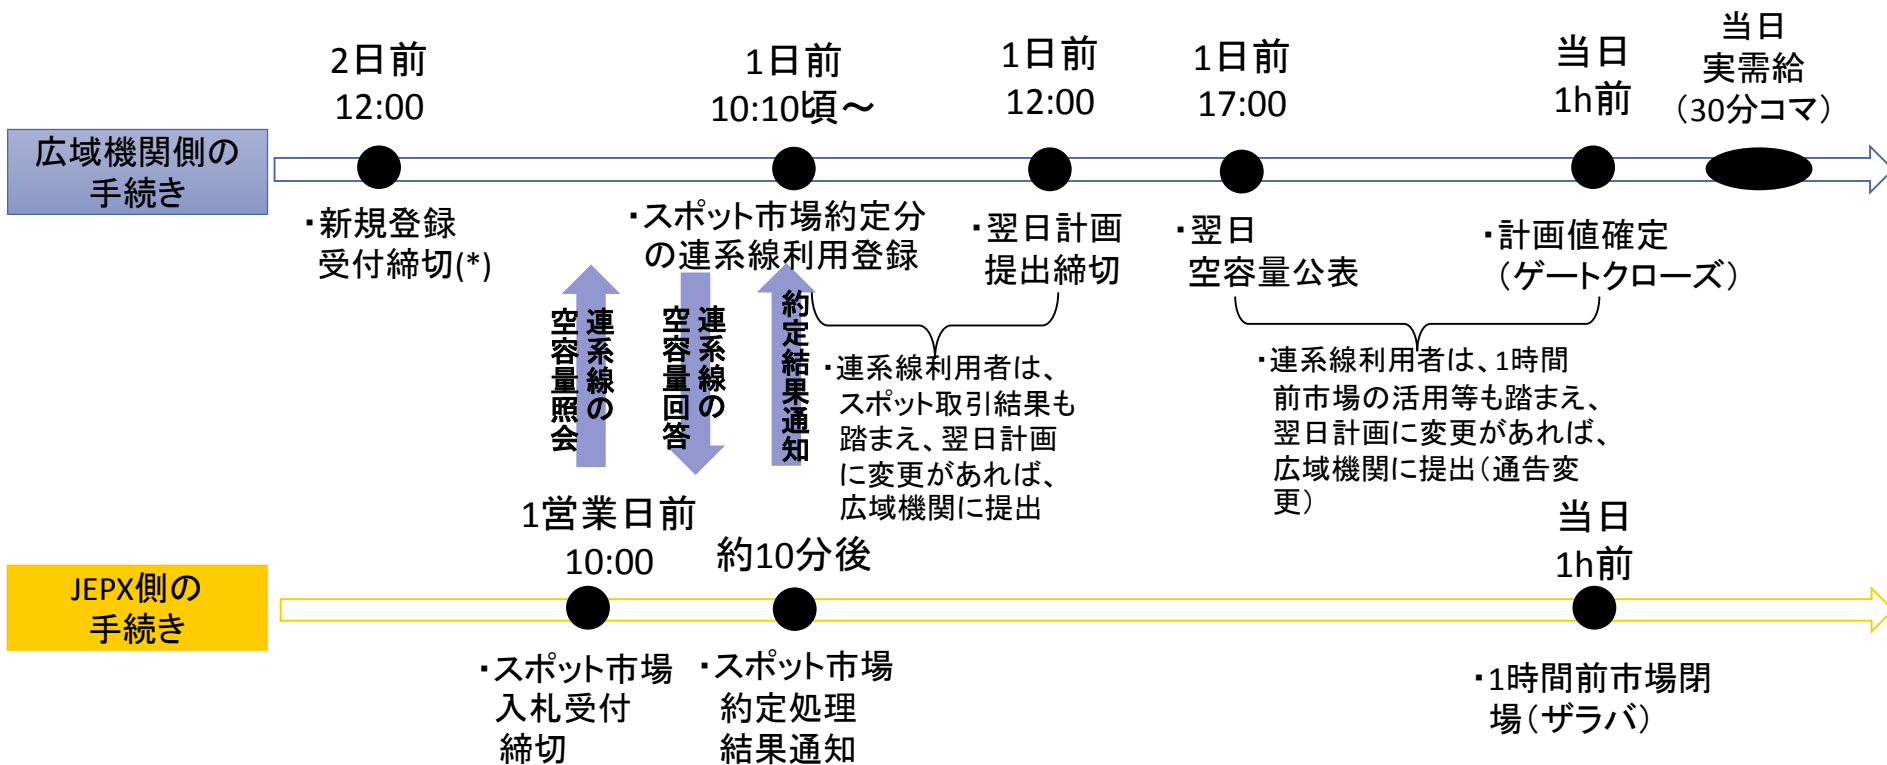 2日前
12:00
1日前
10:10頃～
1日前
12:00
1日前
17:00
当日
1h前
当日
実需給
（30分コマ）
広域機関側の
手続き
・新規登録
受付締切(*)
・スポット市場約定分
の連系線利用登録
・翌日計画
提出締切
・翌日
空容量公表
・計画値確定
（ゲートクローズ）
連系線の
空容量照会
連系線の
空容量回答
約定結果通知
・連系線利用者は、
スポット取引結果も
踏まえ、翌日計画
に変更があれば、
広域機関に提出
・連系線利用者は、1時間
前市場の活用等も踏まえ、
翌日計画に変更があれば、
広域機関に提出（通告変
更）
1営業日前
10:00
約10分後
当日
1h前
JEPX側の
手続き
・スポット市場
入札受付
締切
・スポット市場
約定処理
結果通知
・1時間前市場閉
場（ザラバ）